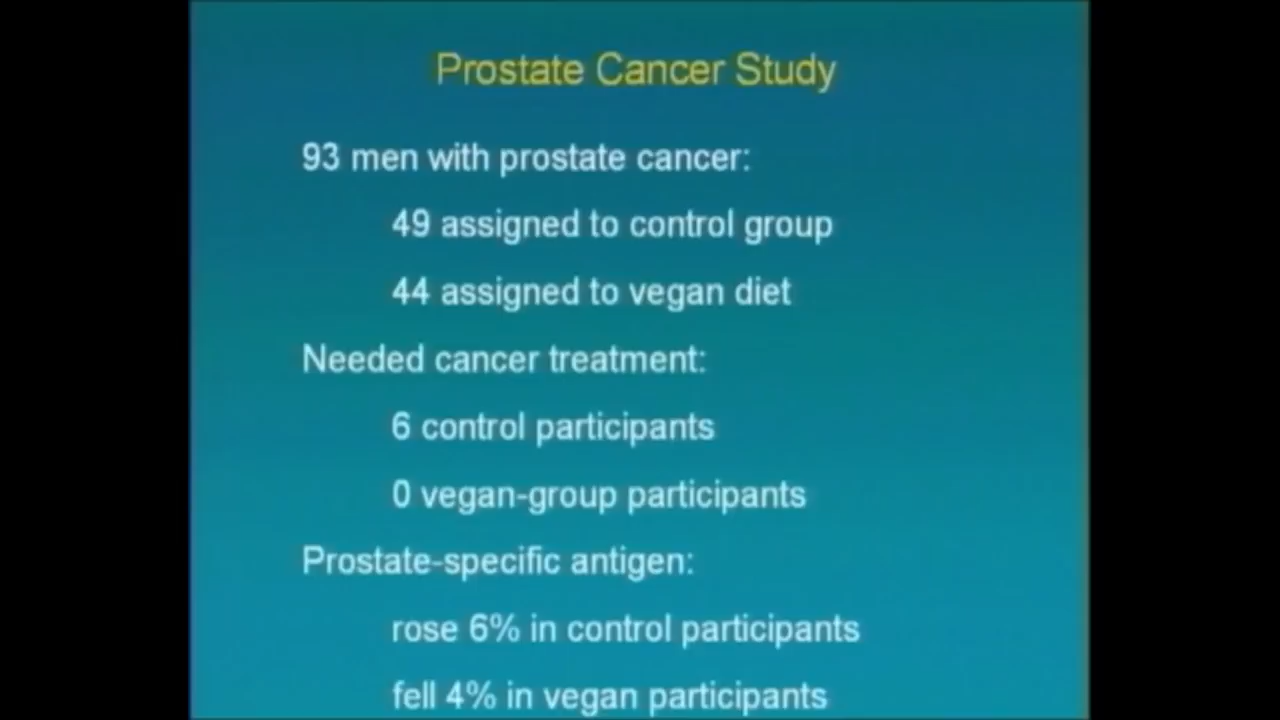 Prostate Cancer Study
93 men with prostate cancer:
49 assigned to control group
44 assigned to vegan diet
Needed cancer treatment:
6 control participants
0 vegan-group participants
Prostate-specific antigen:
rose 6% in control participants
fell 4% in vegan participants